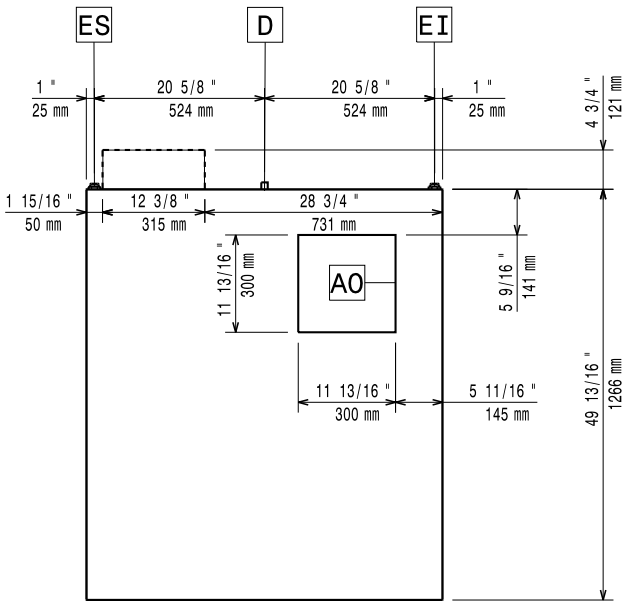 ES D EI
1 " 20 5/8 " 20 5/8 " 1 "
25 mm 524 mm 524 mm 25 mm
4 3/4 "
121 mm
1 15/16 " 12 3/8 " 28 3/4 "
50 mm 315 mm 731 mm
11 13/16 "
300 mm
AO
5 9/16 "
141 mm
11 13/16 " 5 11/16 "
300 mm 145 mm
49 13/16 "
1266 mm